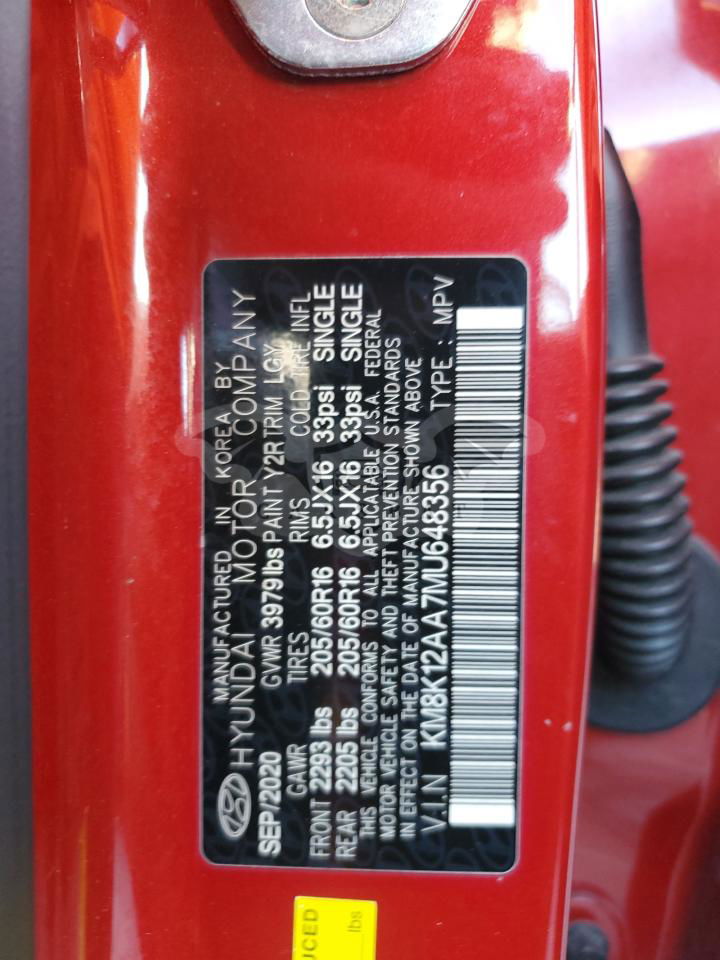 MANUFACTURED IN KOREA BY
HYUNDAI MOTOR COMPANY
SEP/2020 GVWR 3979lbs PAINT Y2R TRIM LGY
GAWR TIRES RIMS COLD TIRE INFL
FRONT 2293 lbs 205/60R16 6.5JX16 33psi SINGLE
REAR 2205 lbs 205/60R16 6.5JX16 33psi SINGLE
THIS VEHICLE CONFORMS TO ALL APPLICATABLE U.S.A. FEDERAL
MOTOR VEHICLE SAFETY AND THEFT PREVENTION STANDARDS
IN EFFECT ON THE DATE OF MANUFACTURE SHOWN ABOVE
V.I.N KM8K12AA7MU648356 TYPE : MPV
UCED
lbs